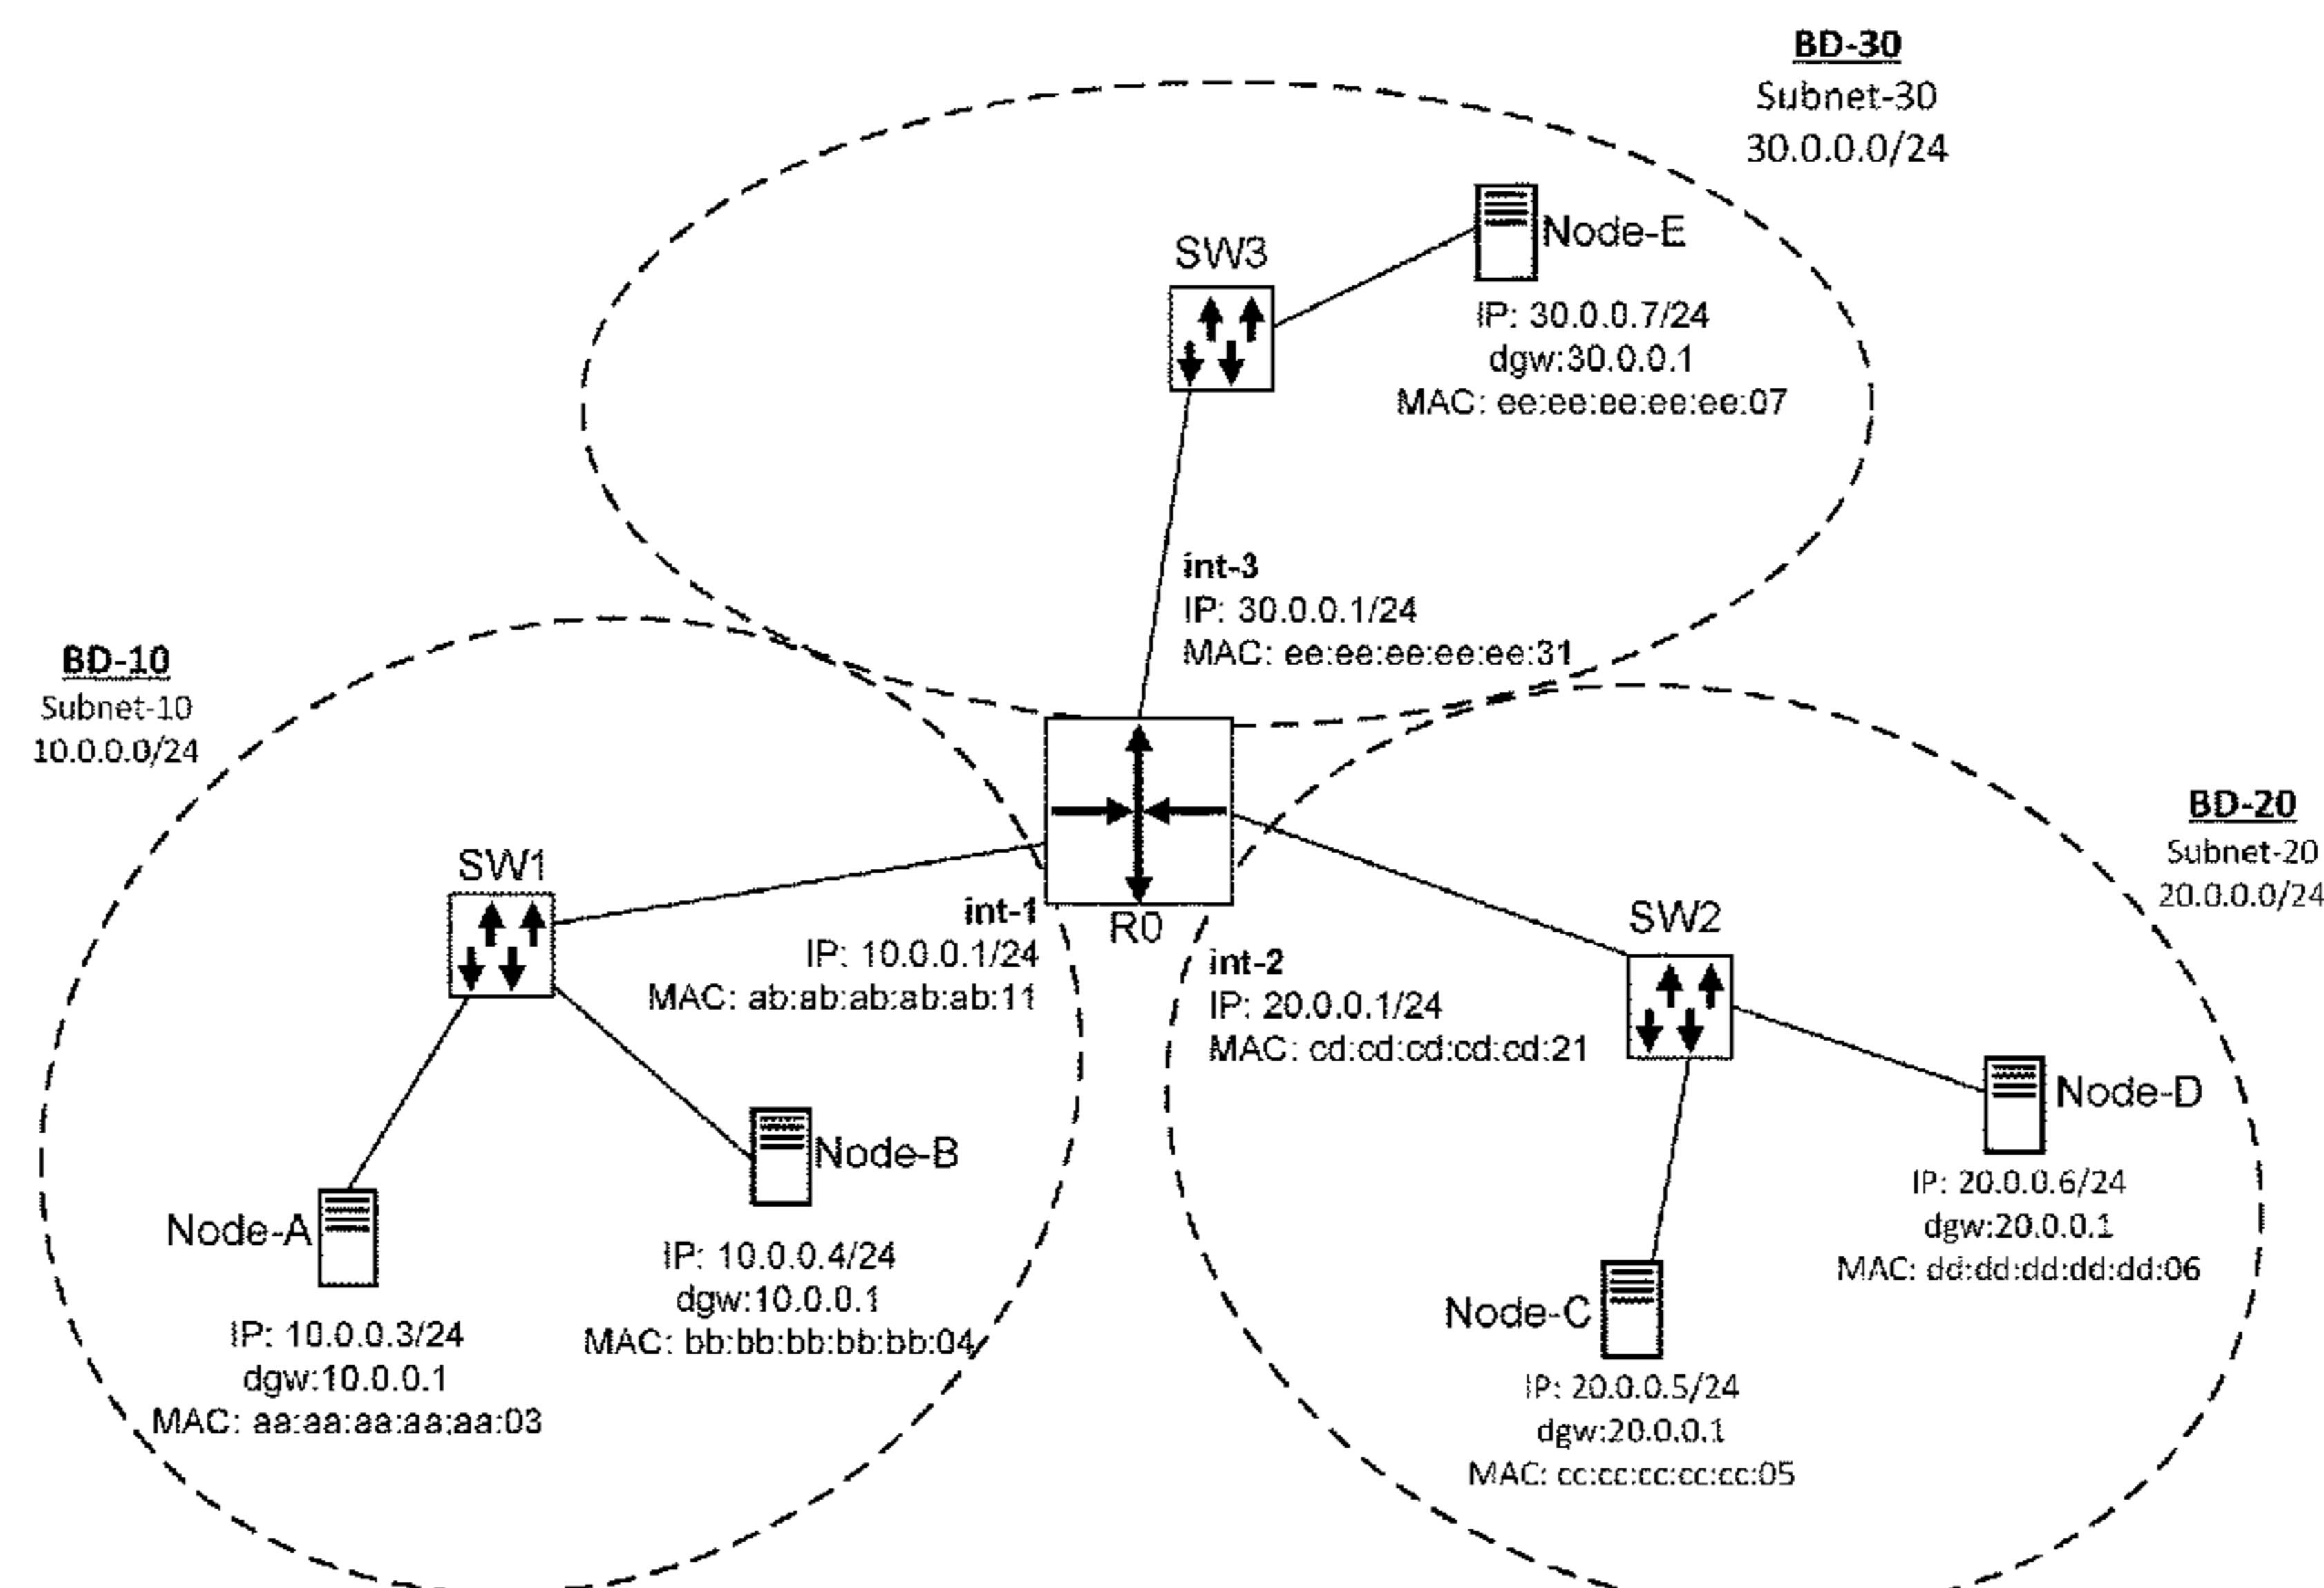 BD-30
Subnet-30
30.0.0.0/24
Node-E
SW3
IP: 30.0.0.7/24
dgw:30.0.0.1
MAC: ee:ee:ee:ee:ee:07
int-3
IP: 30.0.0.1/24
MAC: ee:ee:ee:ee:ee:31
BD-10
Subnet-10
10.0.0.0/24
BD-20
Subnet-20
20.0.0.0/24
SW1
int-1
IP: 10.0.0.1/24
MAC: ab:ab:ab:ab:ab:11
R0
SW2
int-2
IP: 20.0.0.1/24
MAC: cd:cd:cd:cd:cd:21
Node-D
IP: 20.0.0.6/24
dgw:20.0.0.1
MAC: dd:dd:dd:dd:dd:06
Node-B
IP: 10.0.0.4/24
dgw:10.0.0.1
MAC: bb:bb:bb:bb:bb:04
Node-A
IP: 10.0.0.3/24
dgw:10.0.0.1
MAC: aa:aa:aa:aa:aa:03
Node-C
IP: 20.0.0.5/24
dgw:20.0.0.1
MAC: cc:cc:cc:cc:cc:05